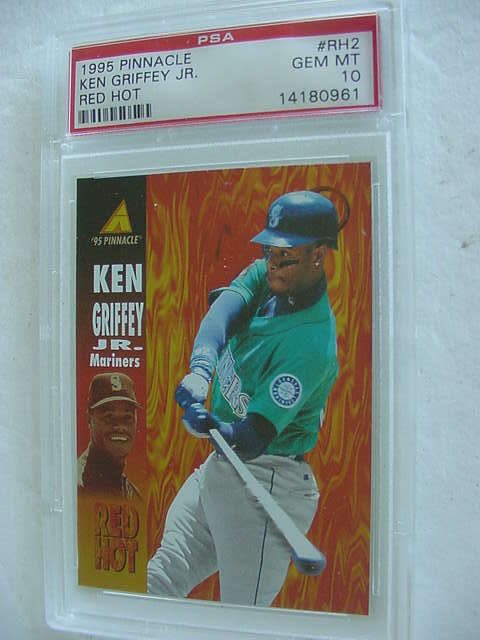 PSA
1995 PINNACLE #RH2
KEN GRIFFEY JR. GEM MT
RED HOT 10
14180961
'95 PINNACLE
KEN
GRIFFEY
JR.
Mariners
RED
HOT
S
S